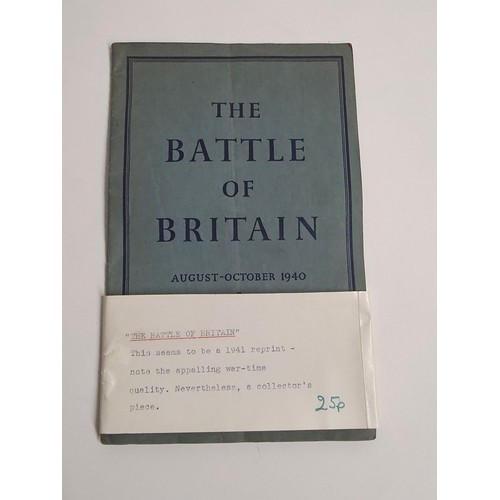 THE
BATTLE
OF
BRITAIN
AUGUST-OCTOBER 1940
"THE BATTLE OF BRITAIN"
This seems to be a 1941 reprint -
note the appalling war-time
quality. Nevertheless, a collector's
piece.
25p